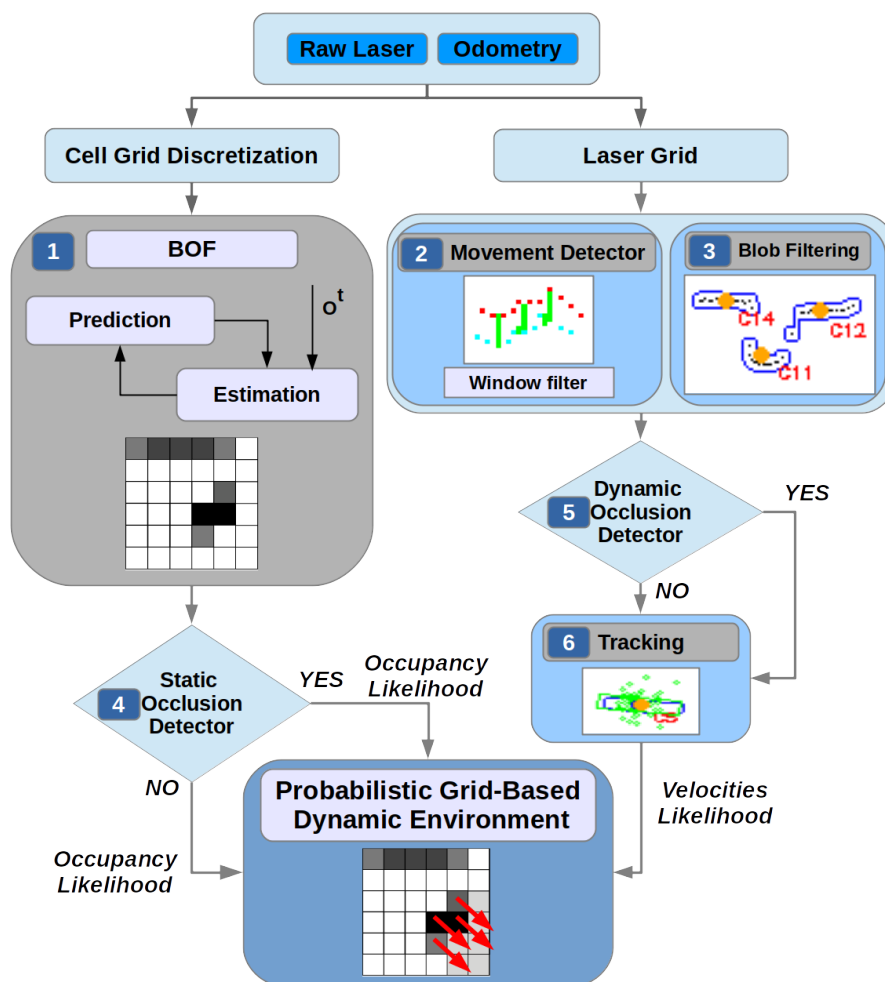 Raw Laser
Odometry
Cell Grid Discretization
Laser Grid
1
BOF
Prediction
O^t
Estimation
2
Movement Detector
Window filter
3
Blob Filtering
C14
C12
C11
5
Dynamic
Occlusion
Detector
YES
NO
6
Tracking
4
Static
Occlusion
Detector
YES
Occupancy
Likelihood
NO
Occupancy
Likelihood
Velocities
Likelihood
Probilistic Grid-Based
Dynamic Environment